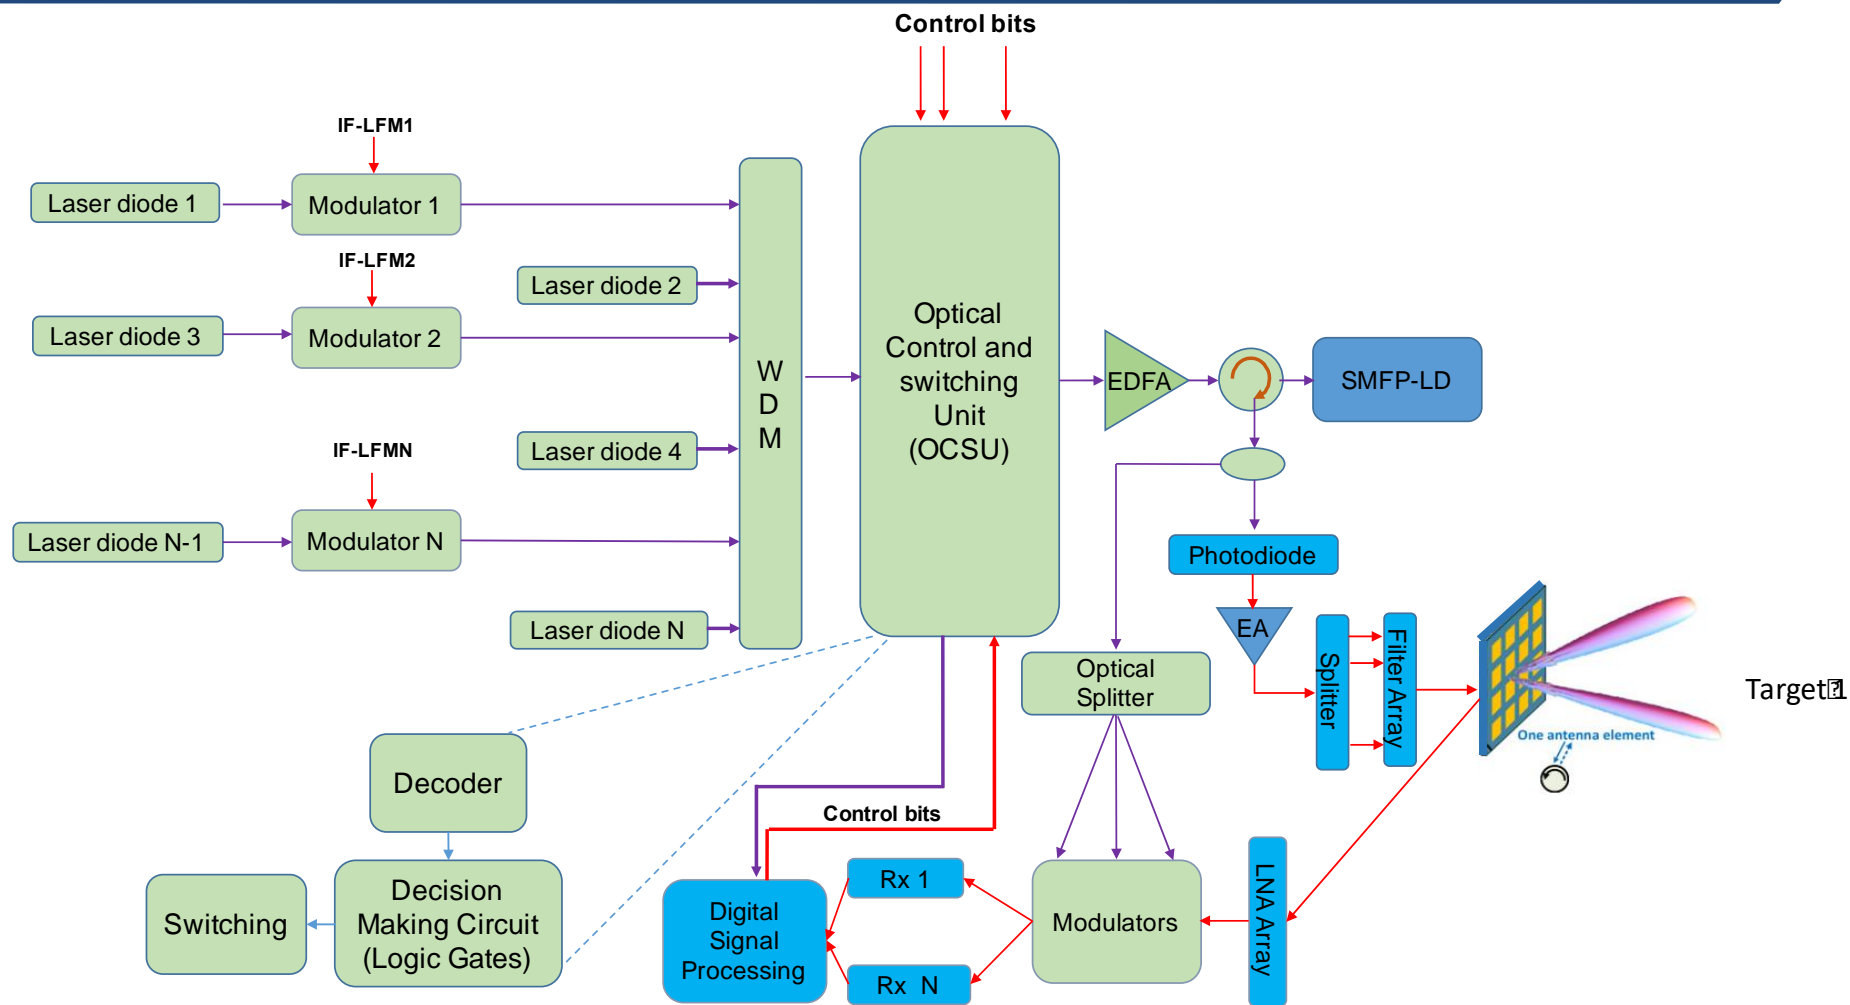 Control bits
IF-LFM1
Laser diode 1
Modulator 1
IF-LFM2
Laser diode 2
Laser diode 3
Modulator 2
W
D
M
Optical
Control and
switching
Unit
(OCSU)
EDFA
SMFP-LD
IF-LFMN
Laser diode 4
Laser diode N-1
Modulator N
Laser diode N
Photodiode
EA
Splitter
Filter Array
Target 1
One antenna element
Optical
Splitter
Decoder
Control bits
Decision
Making Circuit
(Logic Gates)
Switching
Digital
Signal
Processing
Rx 1
Rx N
Modulators
LNA Array